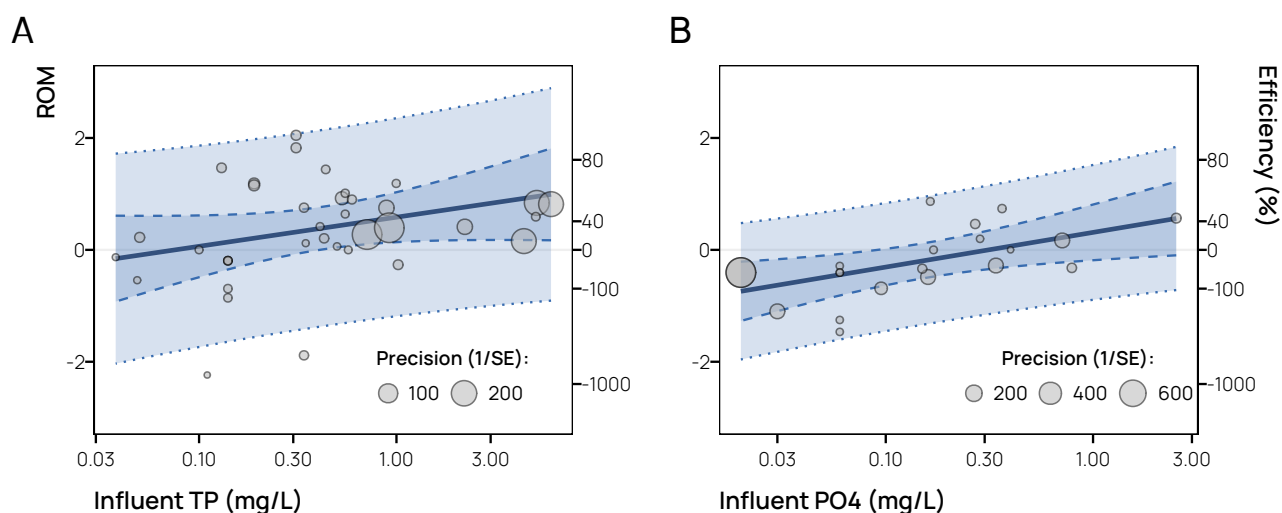 A
B
ROM
Efficiency (%)
2
0
-2
80
40
0
-100
-1000
2
0
-2
80
40
0
-100
-1000
Precision (1/SE):
100 200
Precision (1/SE):
200 400 600
0.03 0.10 0.30 1.00 3.00
0.03 0.10 0.30 1.00 3.00
Influent TP (mg/L)
Influent PO4 (mg/L)